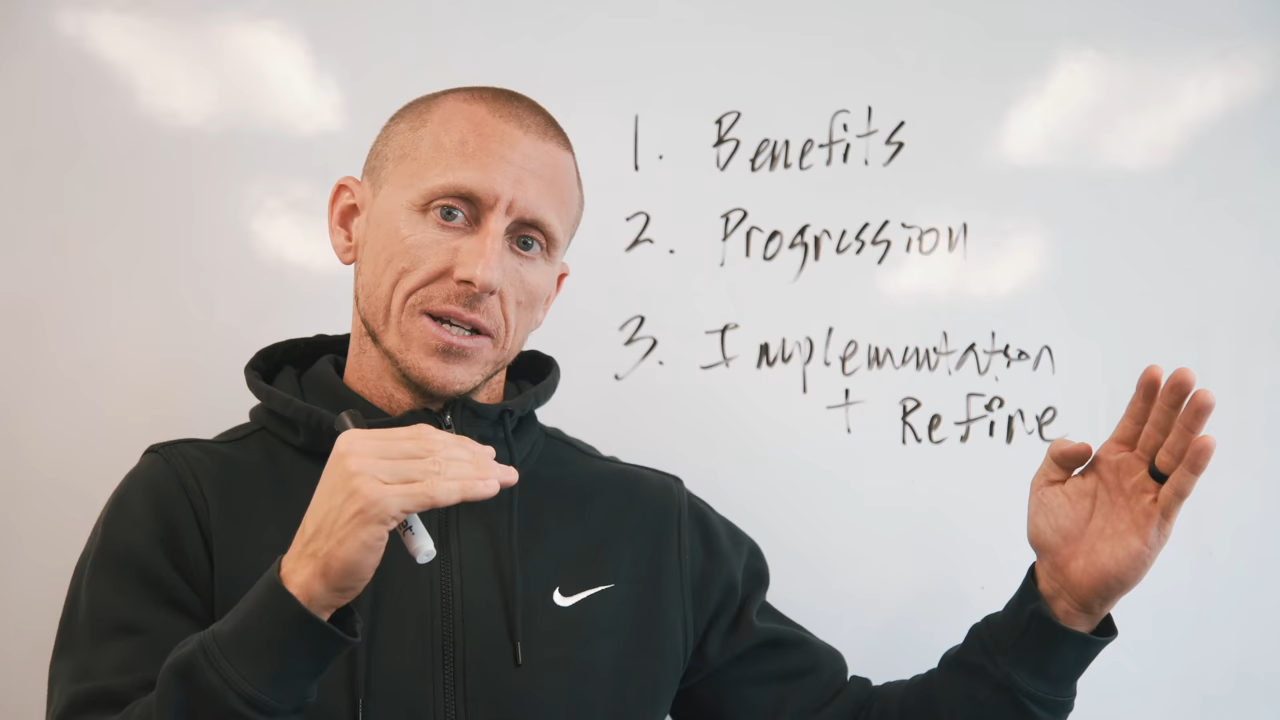 1. Benefits
2. Progression
3. Implementation
+ Refine